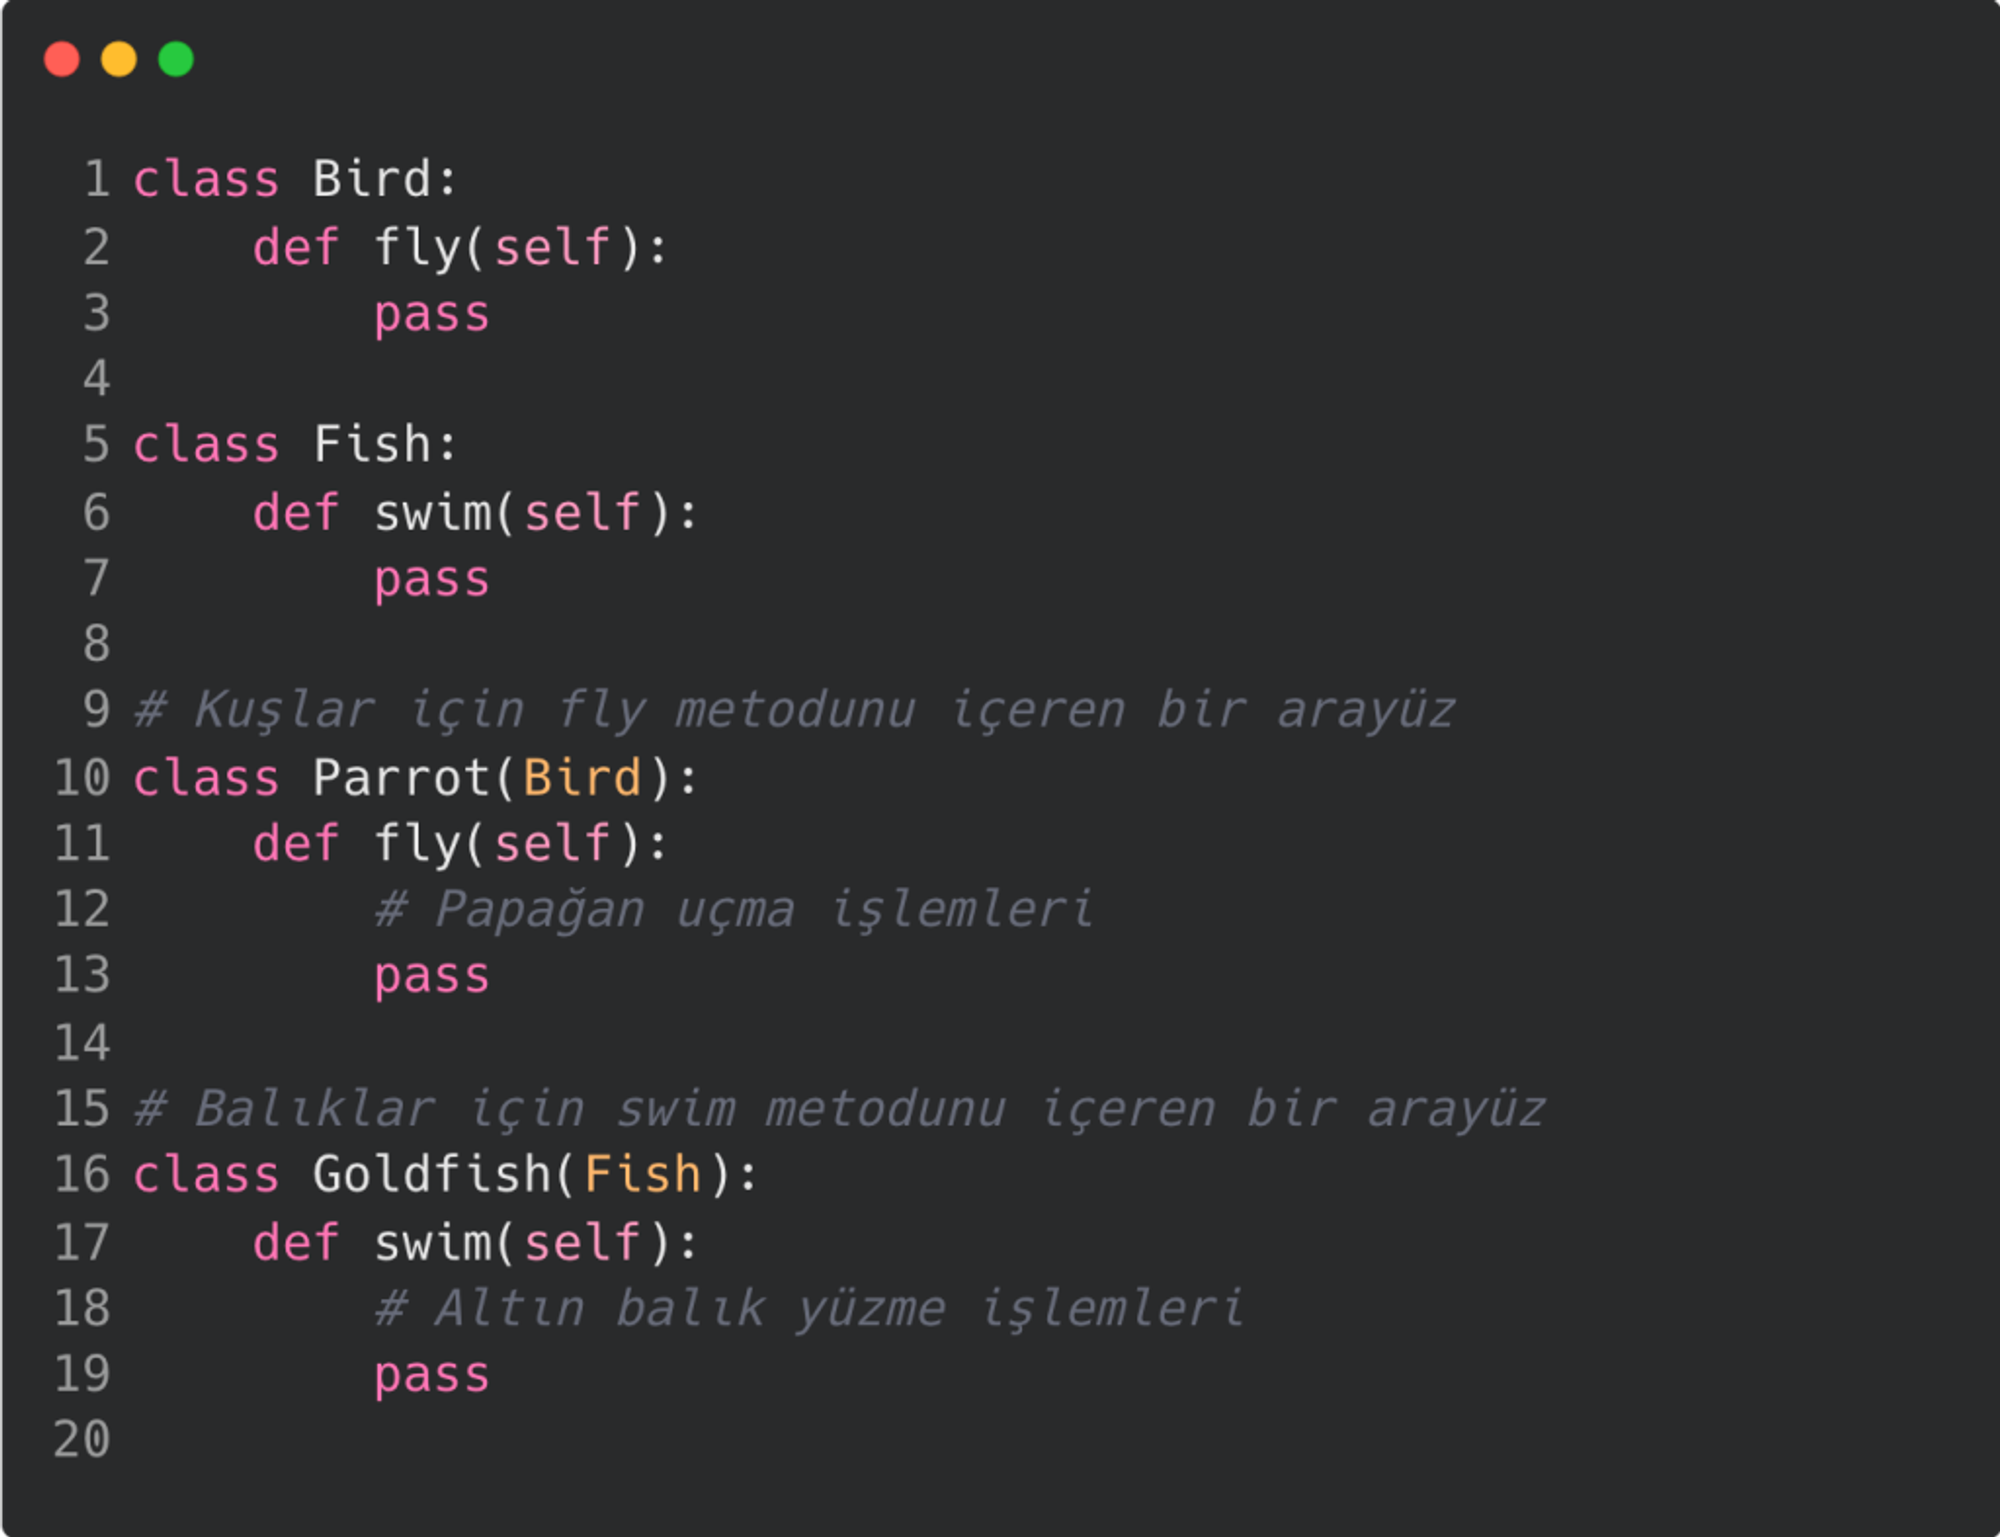 1 class Bird:
2     def fly(self):
3         pass
4
5 class Fish:
6     def swim(self):
7         pass
8
9 # Kuşlar için fly metodunu içeren bir arayüz
10 class Parrot(Bird):
11     def fly(self):
12         # Papağan uçma işlemleri
13         pass
14
15 # Balıklar için swim metodunu içeren bir arayüz
16 class Goldfish(Fish):
17     def swim(self):
18         # Altın balık yüzme işlemleri
19         pass
20